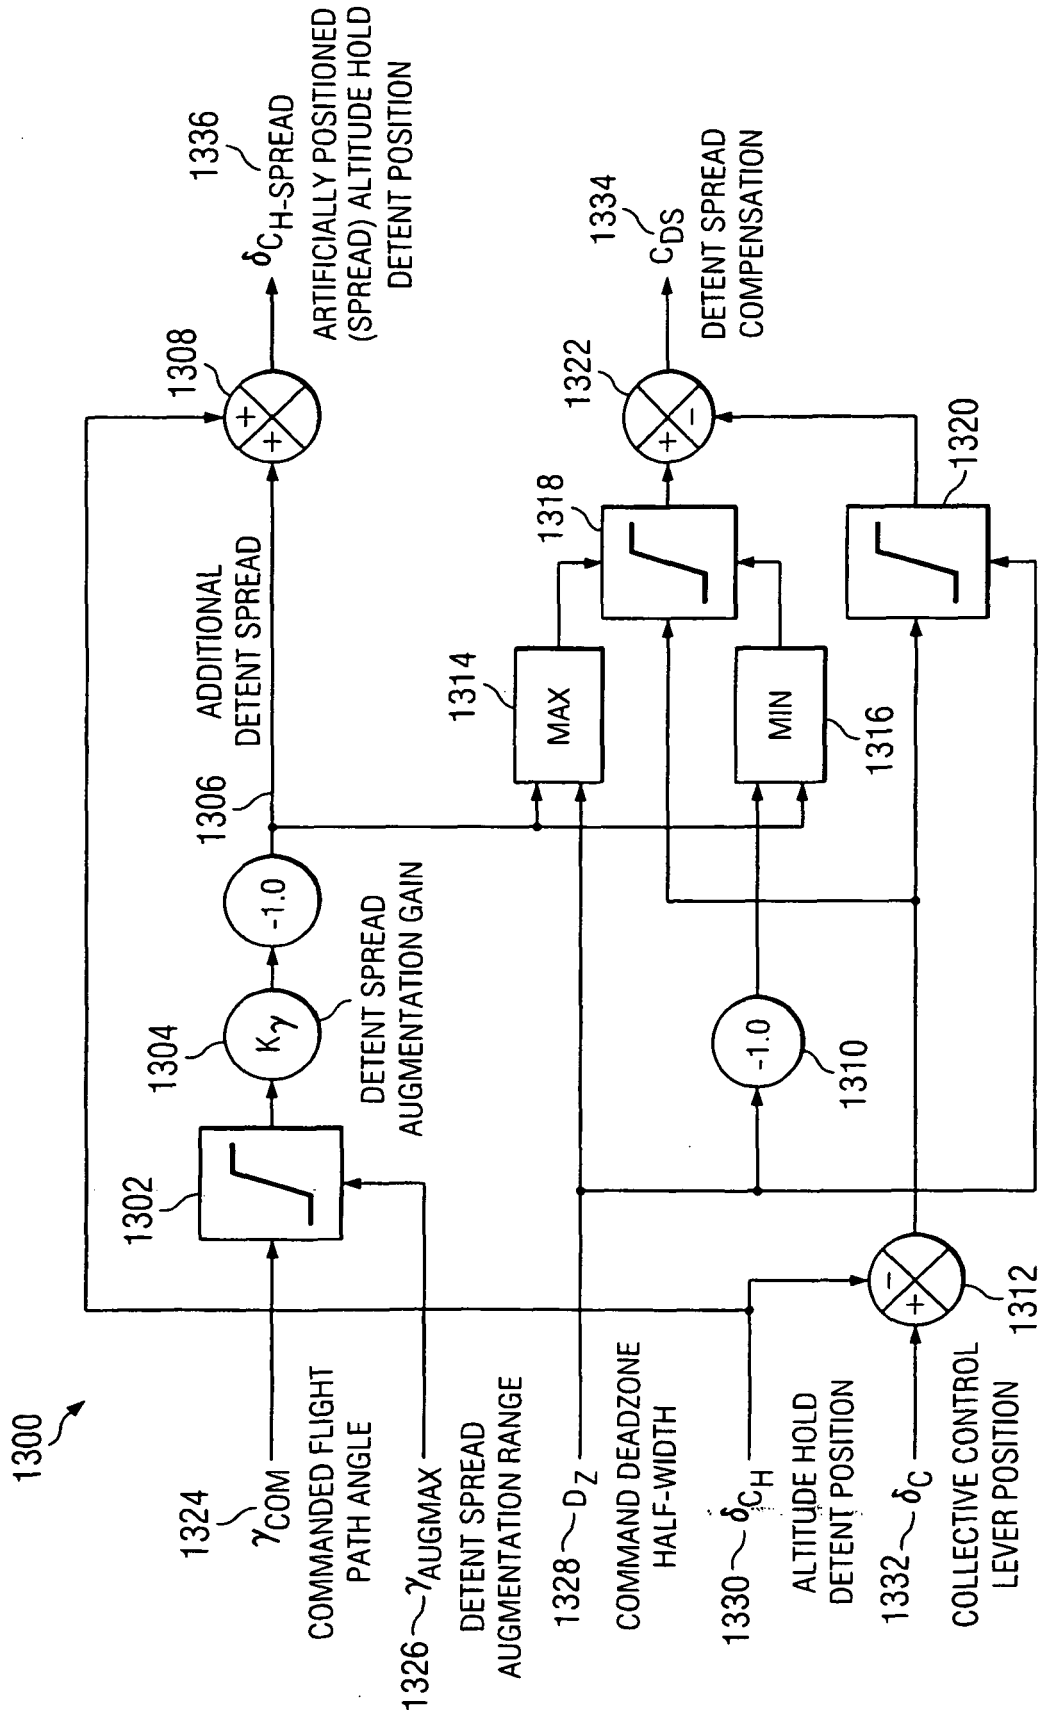 1300
1324
γCOM
COMMANDED FLIGHT
PATH ANGLE
1326 γAUGMAX
DETENT SPREAD
AUGMENTATION RANGE
1328 DZ
COMMAND DEADZONE
HALF-WIDTH
1330 δCH
ALTITUDE HOLD
DETENT POSITION
1332 δC
COLLECTIVE CONTROL
LEVER POSITION
1302
1304
Kγ
DETENT SPREAD
AUGMENTATION GAIN
-1.0
1306
ADDITIONAL
DETENT SPREAD
1308
+
+
1336
δCH-SPREAD
ARTIFICIALLY POSITIONED
(SPREAD) ALTITUDE HOLD
DETENT POSITION
-1.0
1310
-
+
1312
1314
MAX
MIN
1316
1318
1320
1322
+
-
1334
CDS
DETENT SPREAD
COMPENSATION